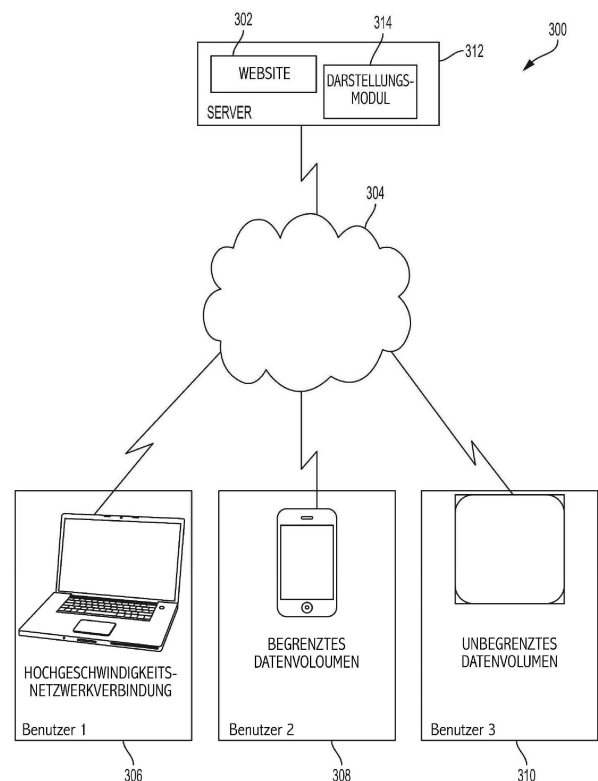 302
314
312
300
WEBSITE
DARSTELLUNGS-
MODUL
SERVER
304
HOCHGESCHWINDIGKEITS-
NETZWERKVERBINDUNG
Benutzer 1
BEGRENZTES
DATENVOLOUMEN
Benutzer 2
UNBEGRENZTES
DATENVOLUMEN
Benutzer 3
306
308
310